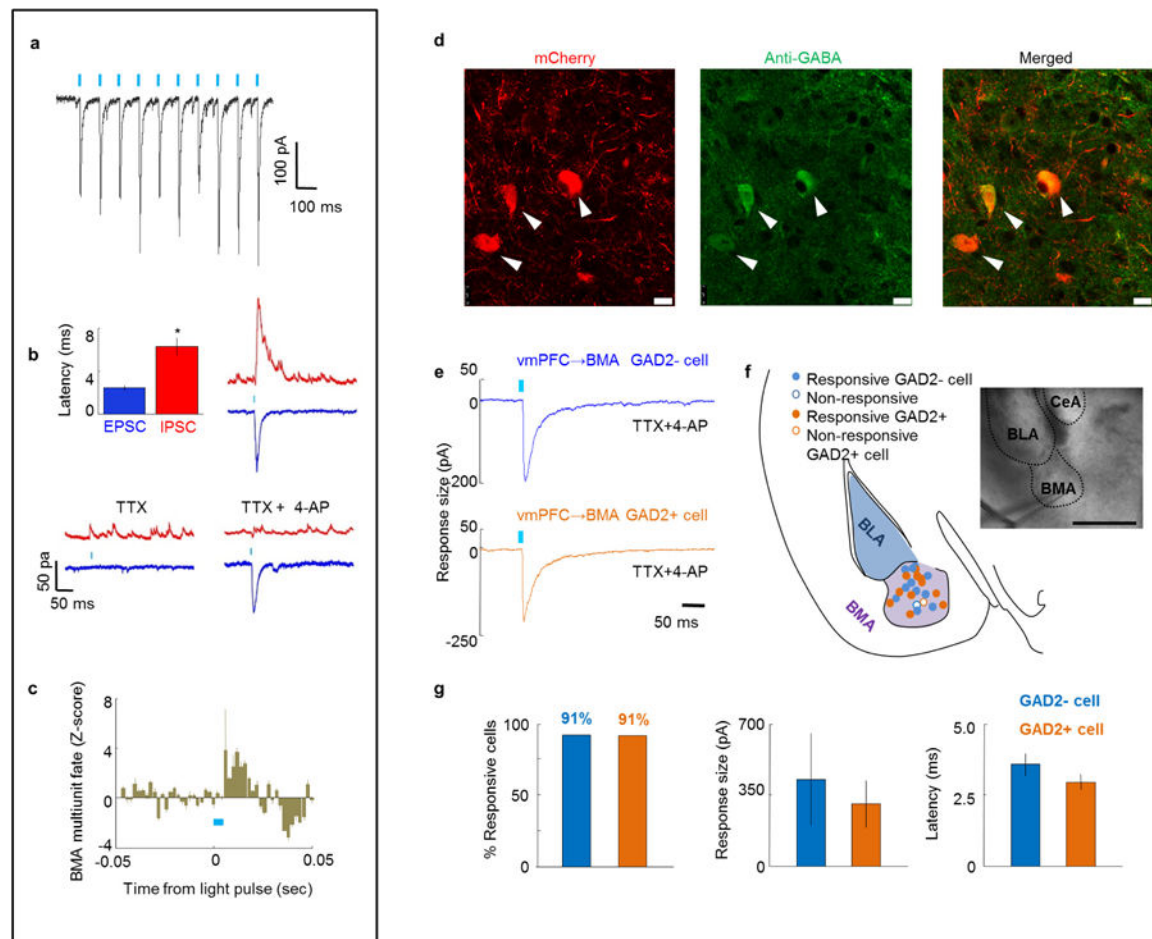 a
100 pA
100 ms
b
Latency (ms)
8
4
0
*
EPSC
IPSC
TTX
TTX + 4-AP
50 pa
50 ms
c
BMA multiunit fate (Z-score)
8
4
0
-4
-0.05
0
0.05
Time from light pulse (sec)
d
mCherry
Anti-GABA
Merged
e
vmPFC→BMA GAD2- cell
50
0
-200
TTX+4-AP
Response size (pA)
vmPFC→BMA GAD2+ cell
50
0
-250
TTX+4-AP
50 ms
f
Responsive GAD2- cell
Non-responsive
Responsive GAD2+
Non-responsive
GAD2+ cell
BLA
BMA
CeA
BLA
BMA
g
% Responsive cells
100
50
0
91%
91%
Response size (pA)
700
350
0
Latency (ms)
5.0
2.5
0
GAD2- cell
GAD2+ cell